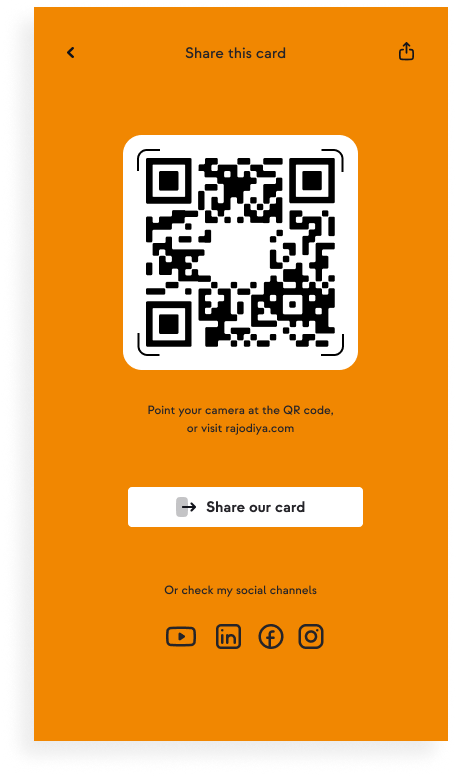 Share this card
Point your camera at the QR code,
or visit rajodiya.com
Share our card
Or check my social channels